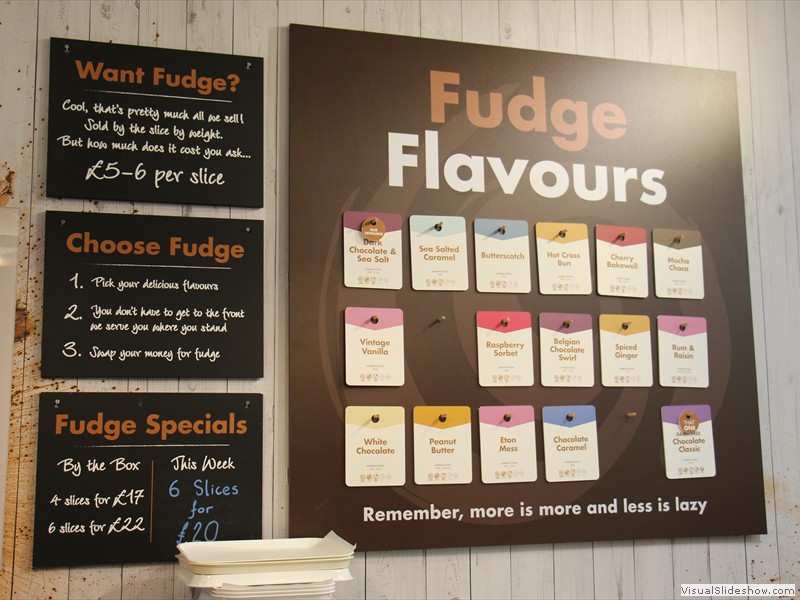 Want Fudge?
Cool, that's pretty much all we sell!
Sold by the slice by weight.
But how much does it cost you ask...
£5-6 per slice
Choose Fudge
1. Pick your delicious flavours
2. You don't have to get to the front
we serve you where you stand
3. Swap your money for fudge
Fudge Specials
By the Box
4 slices for £17
6 slices for £22
This Week
6 Slices
for
£20
Fudge
Flavours
Dark
Chocolate &
Sea Salt
Sea Salted
Caramel
Butterscotch
Hot Cross
Bun
Cherry
Bakewell
Mocha
Choca
Vintage
Vanilla
Raspberry
Sorbet
Belgian
Chocolate
Swirl
Spiced
Ginger
Rum &
Raisin
White
Chocolate
Peanut
Butter
Eton
Mess
Chocolate
Caramel
THAT
ONE
Chocolate
Classic
Remember, more is more and less is lazy
VisualSlideshow.com